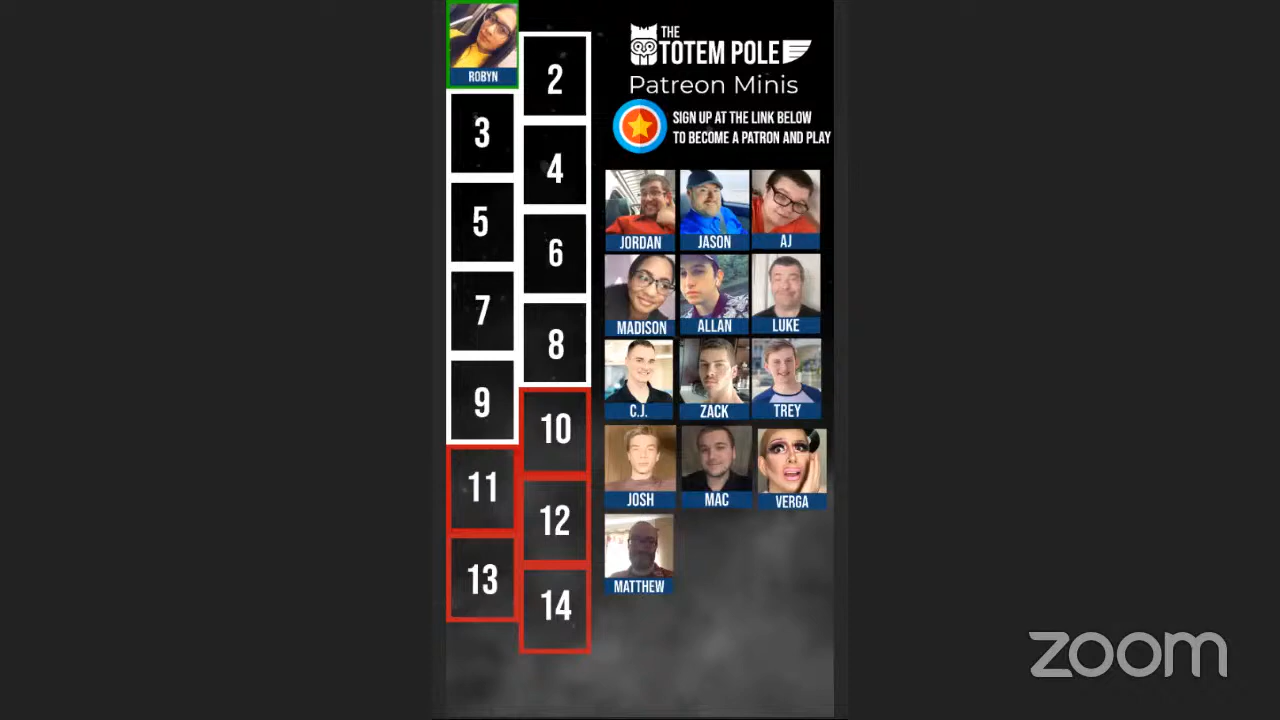 ROBYN
2
3
4
5
6
7
8
9
10
11
12
13
14
THE
TOTEM POLE
Patreon Minis
SIGN UP AT THE LINK BELOW
TO BECOME A PATRON AND PLAY
JORDAN
JASON
AJ
MADISON
ALLAN
LUKE
C.J.
ZACK
TREY
JOSH
MAC
VERGA
MATTHEW
zoom